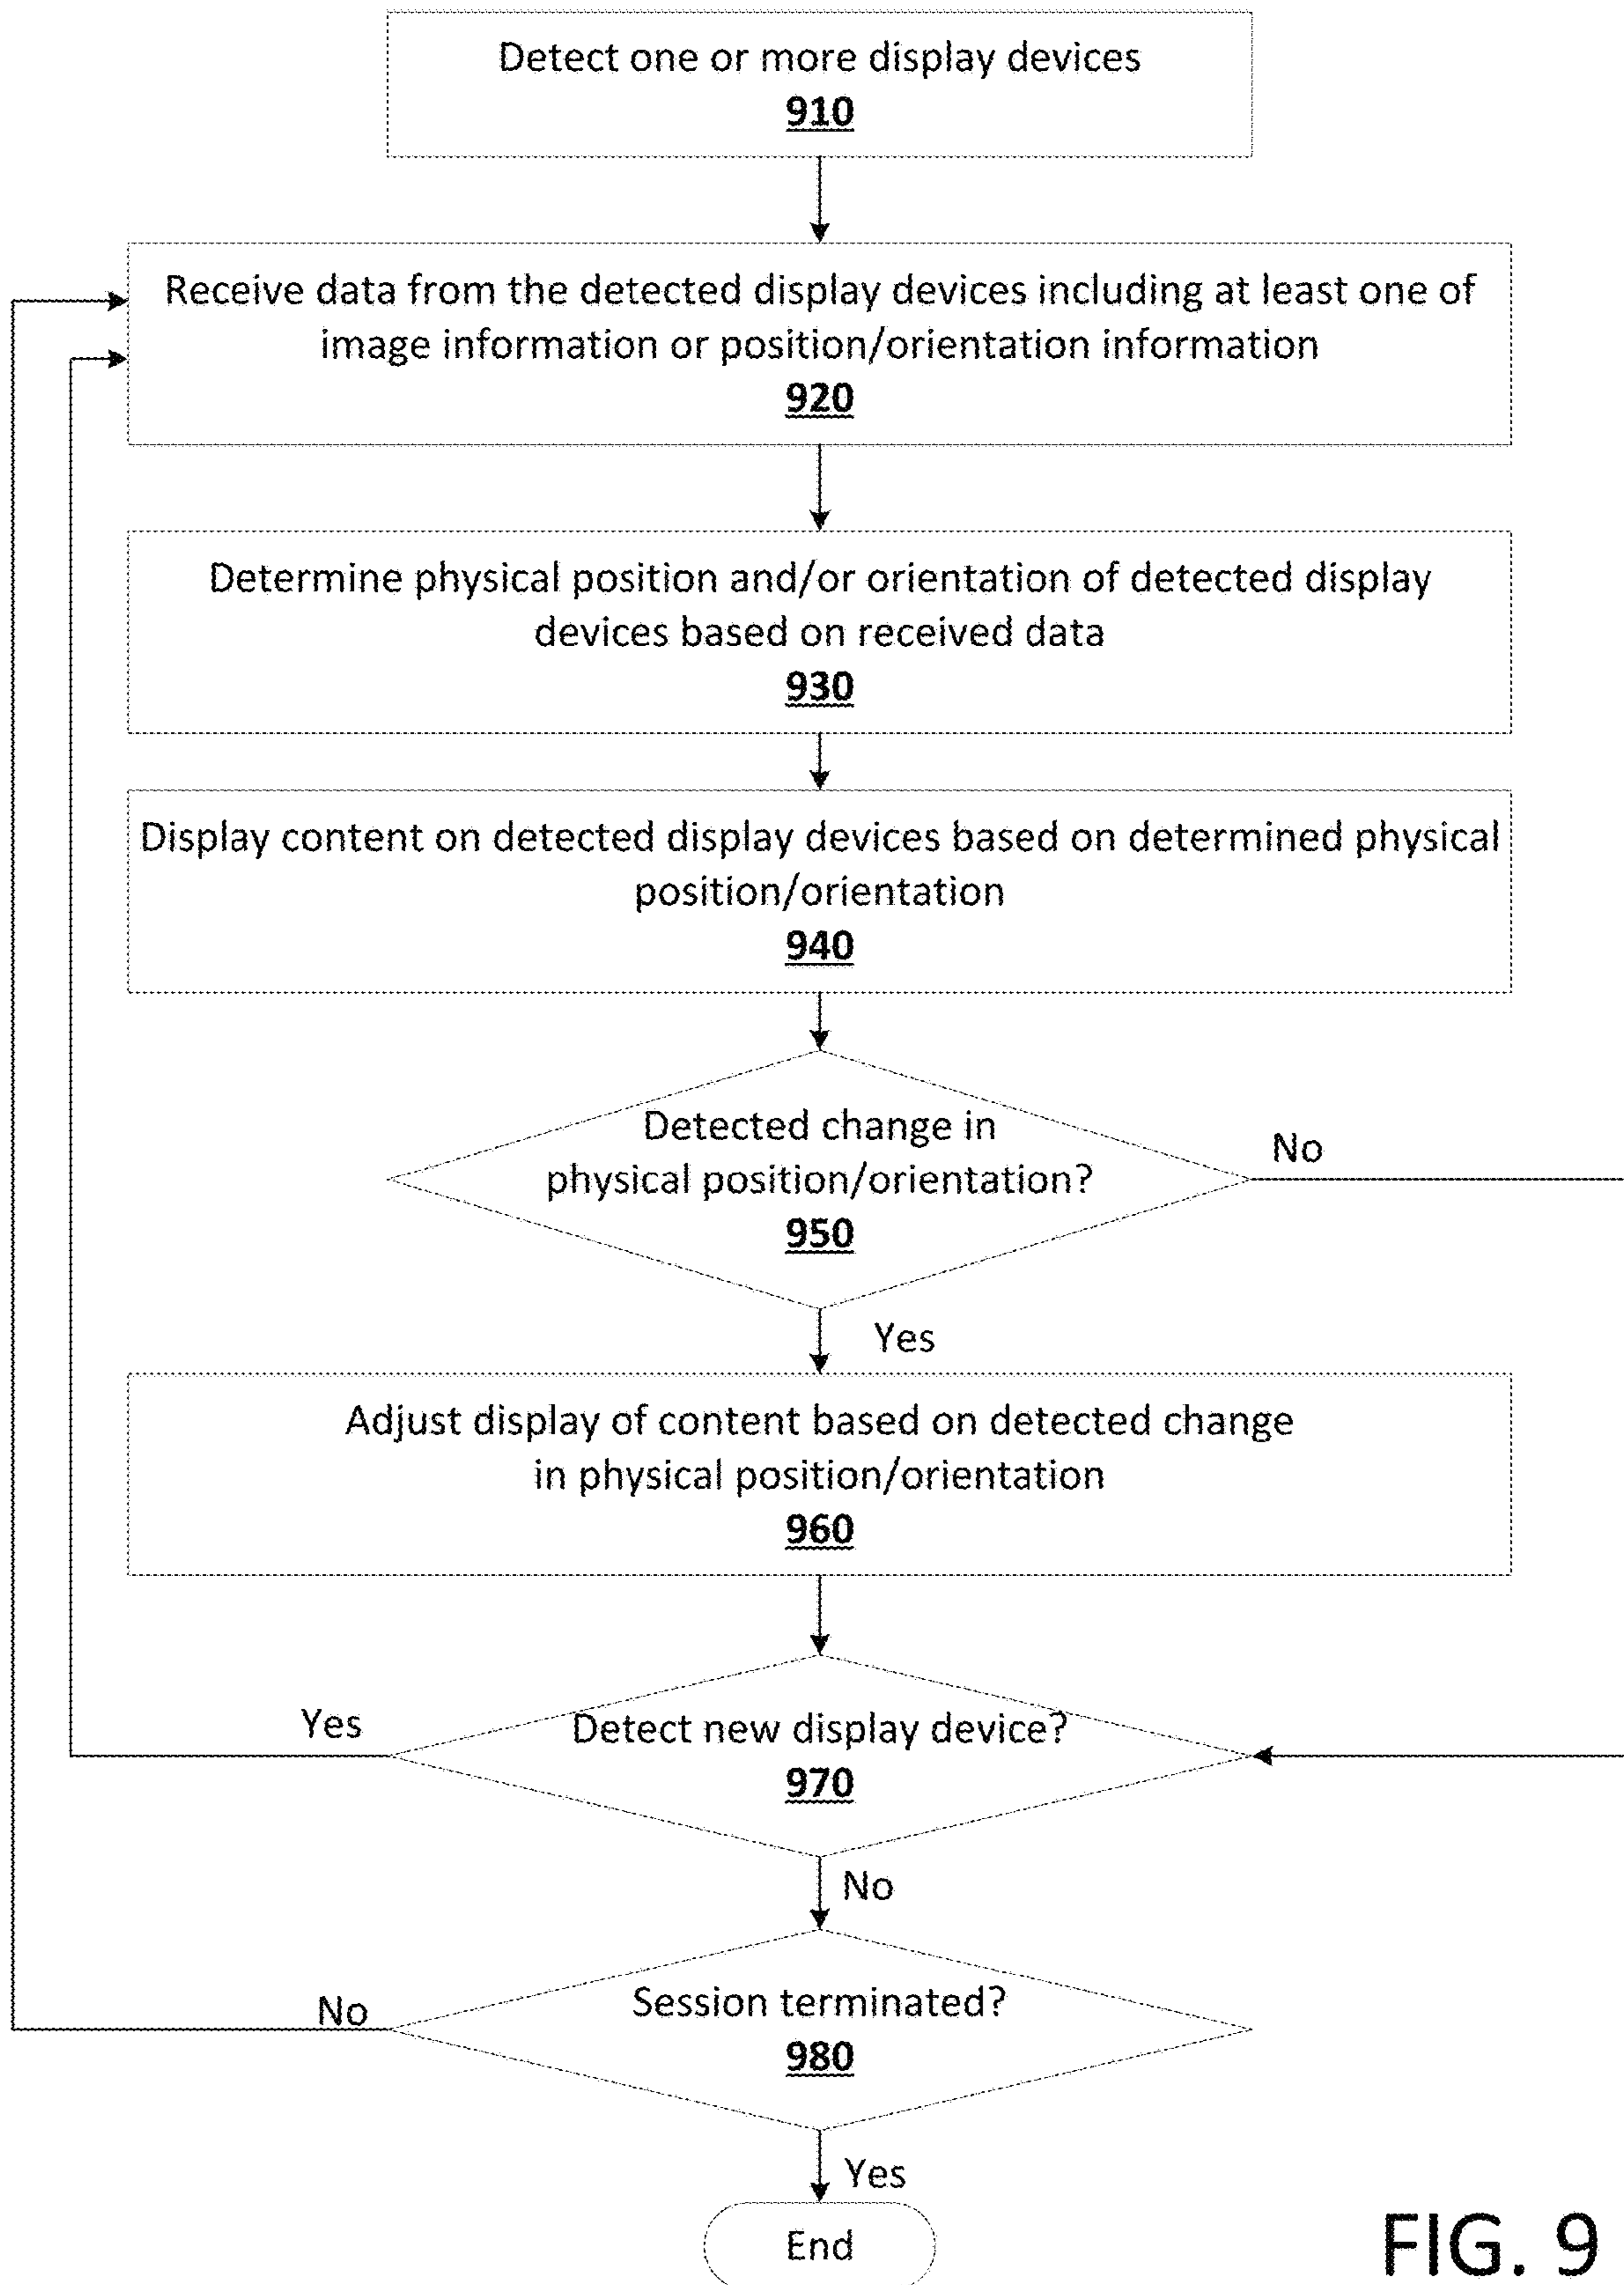 Detect one or more display devices
910
Receive data from the detected display devices including at least one of
image information or position/orientation information
920
Determine physical position and/or orientation of detected display
devices based on received data
930
Display content on detected display devices based on determined physical
position/orientation
940
Detected change in
physical position/orientation?
950
No
Yes
Adjust display of content based on detected change
in physical position/orientation
960
Yes
Detect new display device?
970
No
No
Session terminated?
980
Yes
End
FIG. 9